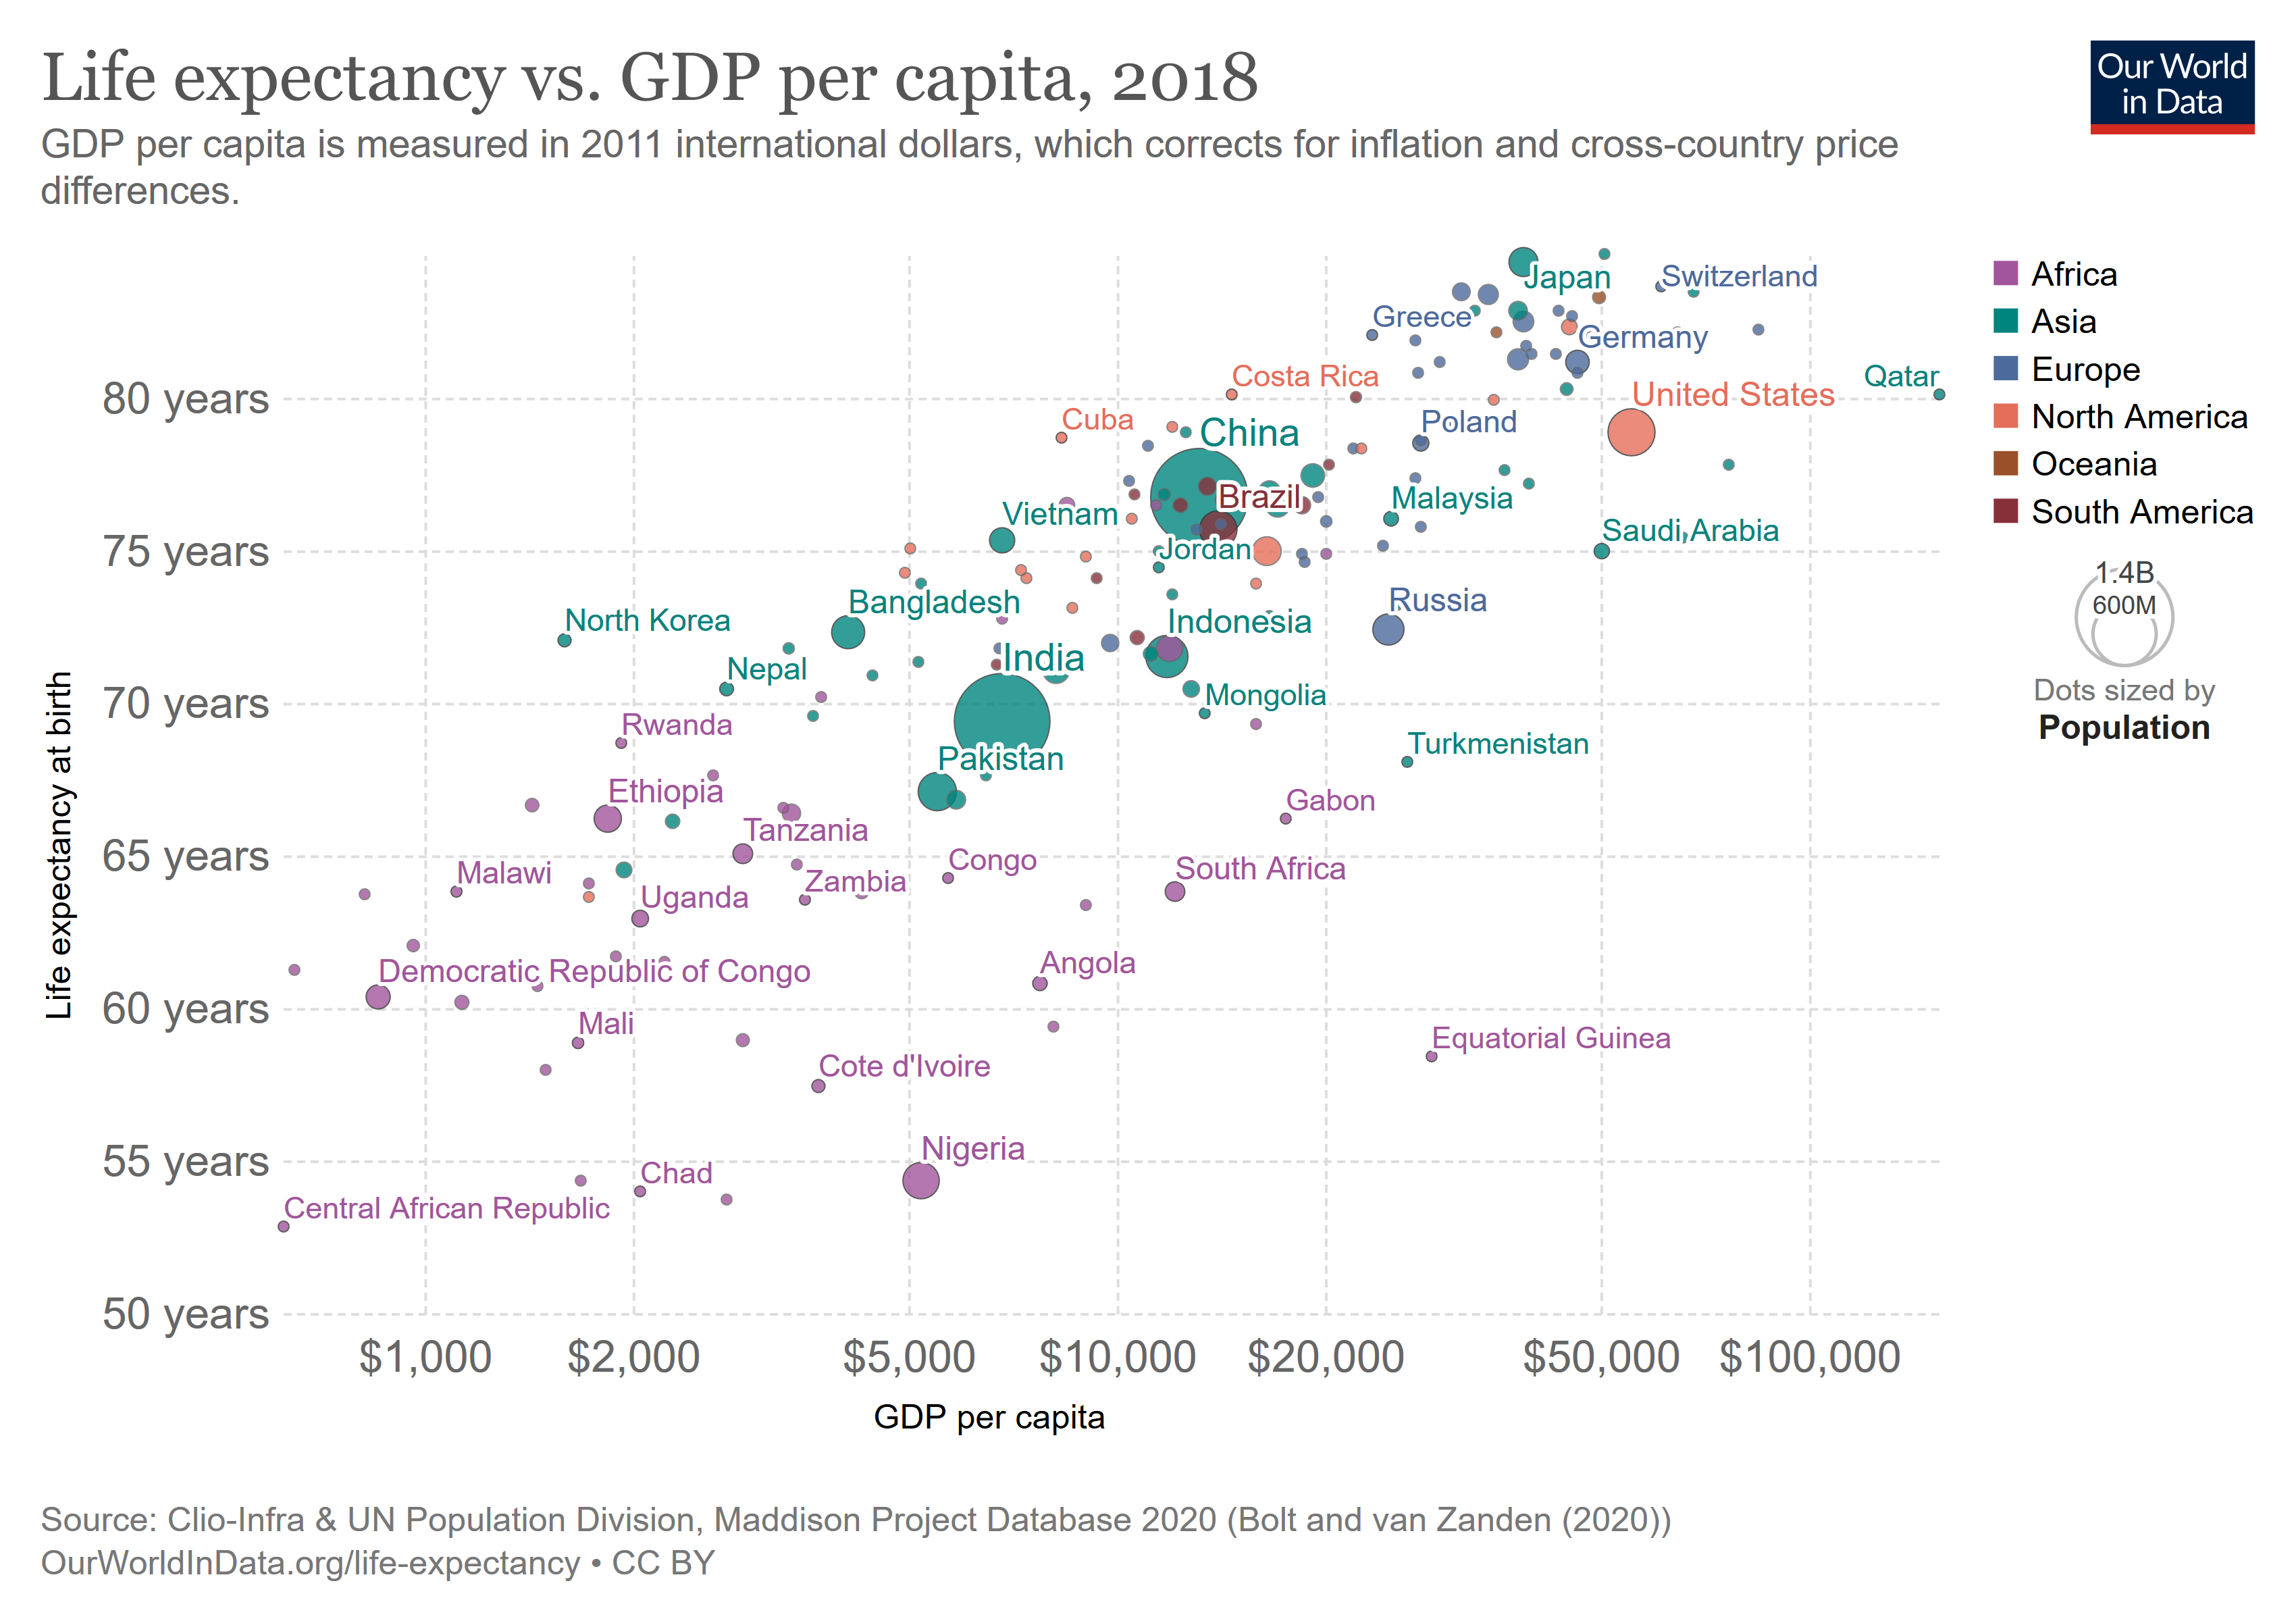 Life expectancy vs. GDP per capita, 2018
GDP per capita is measured in 2011 international dollars, which corrects for inflation and cross-country price
differences.
Our World
in Data
Japan
Switzerland
Greece
Germany
Costa Rica
Qatar
United States
Cuba
Poland
China
Brazil
Malaysia
Vietnam
Saudi Arabia
Jordan
Bangladesh
Russia
North Korea
Indonesia
India
Nepal
Mongolia
Rwanda
Turkmenistan
Pakistan
Ethiopia
Gabon
Tanzania
Congo
South Africa
Malawi
Zambia
Uganda
Angola
Democratic Republic of Congo
Mali
Equatorial Guinea
Cote d'Ivoire
Nigeria
Chad
Central African Republic
80 years
75 years
70 years
65 years
60 years
55 years
50 years
Life expectancy at birth
$1,000
$2,000
$5,000
$10,000
$20,000
$50,000
$100,000
GDP per capita
Africa
Asia
Europe
North America
Oceania
South America
1.4B
600M
Dots sized by
Population
Source: Clio-Infra & UN Population Division, Maddison Project Database 2020 (Bolt and van Zanden (2020))
OurWorldInData.org/life-expectancy • CC BY